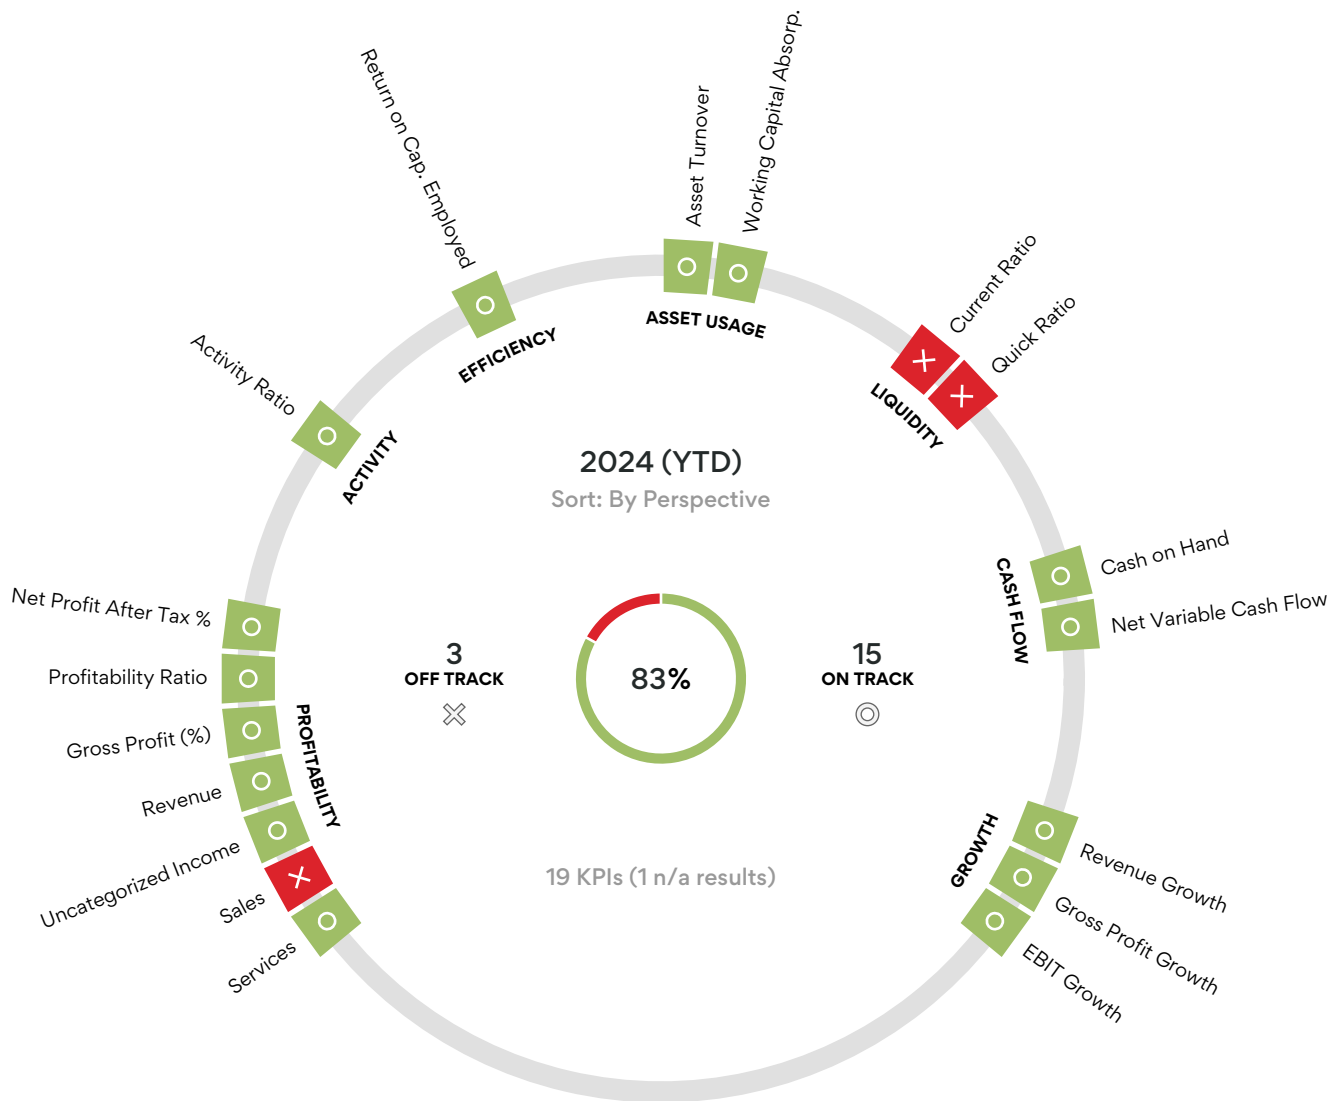 Return on Cap. Employed
Asset Turnover
Working Capital Absorp.
Current Ratio
Quick Ratio
Activity Ratio
EFFICIENCY
ASSET USAGE
LIQUIDITY
ACTIVITY
2024 (YTD)
Sort: By Perspective
Cash on Hand
Net Variable Cash Flow
CASH FLOW
Net Profit After Tax %
Profitability Ratio
Gross Profit (%)
Revenue
Uncategorized Income
Sales
Services
PROFITABILITY
3
OFF TRACK
83%
15
ON TRACK
19 KPIs (1 n/a results)
GROWTH
Revenue Growth
Gross Profit Growth
EBIT Growth